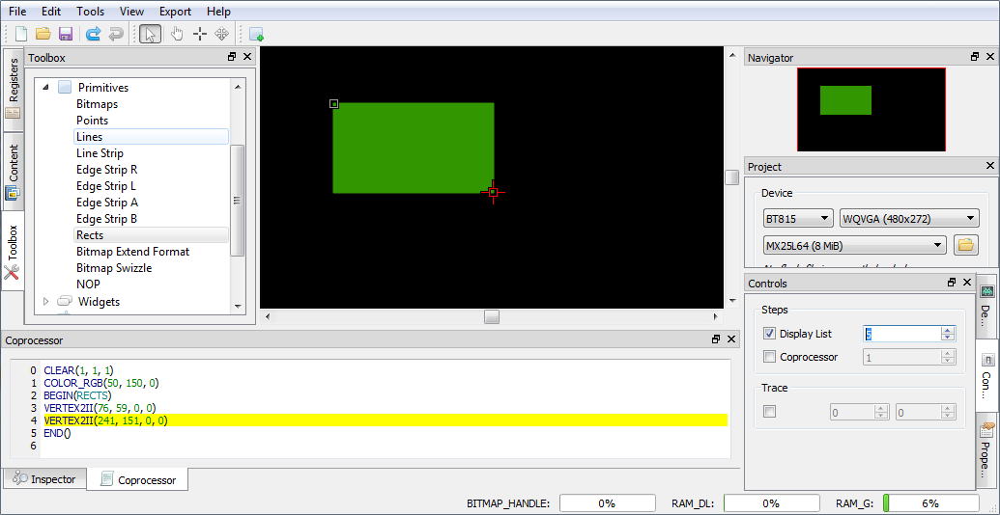 File Edit Tools View Export Help
Registers
Content
Toolbox
Toolbox
Primitives
Bitmaps
Points
Lines
Line Strip
Edge Strip R
Edge Strip L
Edge Strip A
Edge Strip B
Rects
Bitmap Extend Format
Bitmap Swizzle
NOP
Widgets
Navigator
Project
Device
BT815 WQVGA (480x272)
MX25L64 (8 MiB)
Controls
Steps
Display List 5
Coprocessor 1
Trace
0 0
De...
Con...
Prope...
Coprocessor
0 CLEAR(1, 1, 1)
1 COLOR_RGB(50, 150, 0)
2 BEGIN(RECTS)
3 VERTEX2II(76, 59, 0, 0)
4 VERTEX2II(241, 151, 0, 0)
5 END()
6
Inspector Coprocessor
BITMAP_HANDLE: 0% RAM_DL: 0% RAM_G: 6%